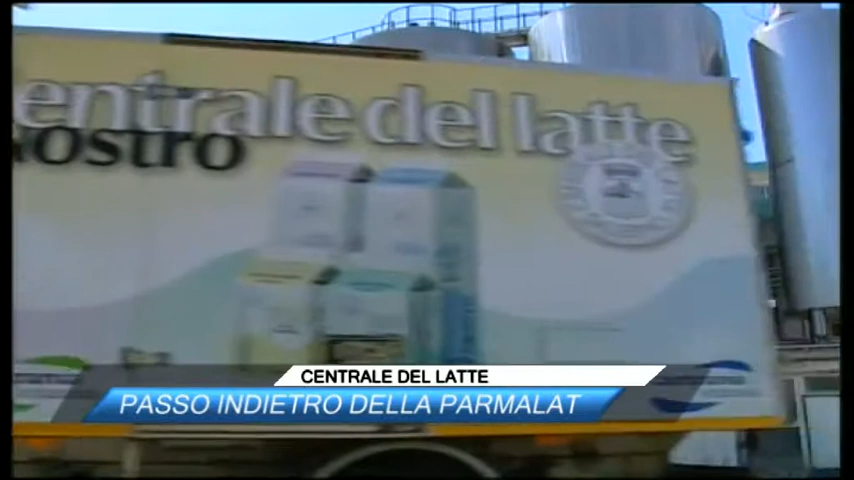 centrale del latte
nostro
CENTRALE DEL LATTE
PASSO INDIETRO DELLA PARMALAT